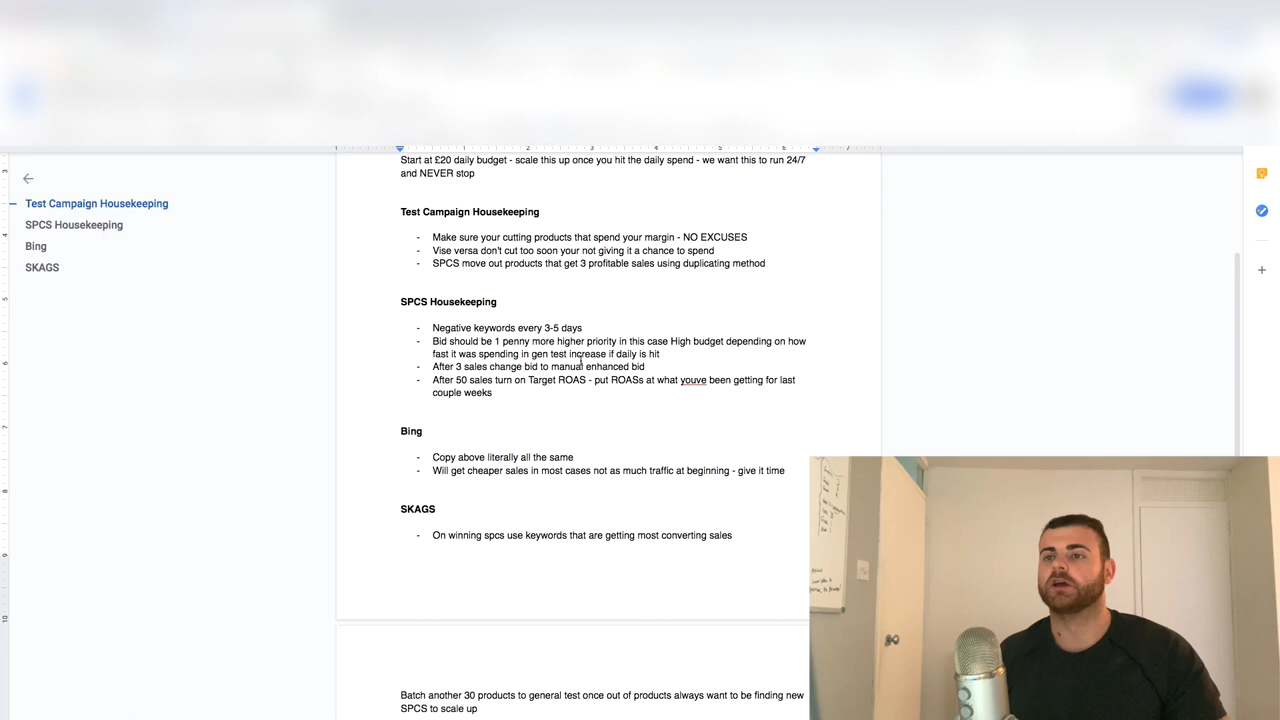 Start at £20 daily budget - scale this up once you hit the daily spend - we want this to run 24/7
and NEVER stop
Test Campaign Housekeeping
SPCS Housekeeping
Bing
SKAGS
Test Campaign Housekeeping
- Make sure your cutting products that spend your margin - NO EXCUSES
- Vise versa don't cut too soon your not giving it a chance to spend
- SPCS move out products that get 3 profitable sales using duplicating method
SPCS Housekeeping
- Negative keywords every 3-5 days
- Bid should be 1 penny more higher priority in this case High budget depending on how
fast it was spending in gen test increase if daily is hit
- After 3 sales change bid to manual enhanced bid
- After 50 sales turn on Target ROAS - put ROASs at what youve been getting for last
couple weeks
Bing
- Copy above literally all the same
- Will get cheaper sales in most cases not as much traffic at beginning - give it time
SKAGS
- On winning spcs use keywords that are getting most converting sales
Batch another 30 products to general test once out of products always want to be finding new
SPCS to scale up